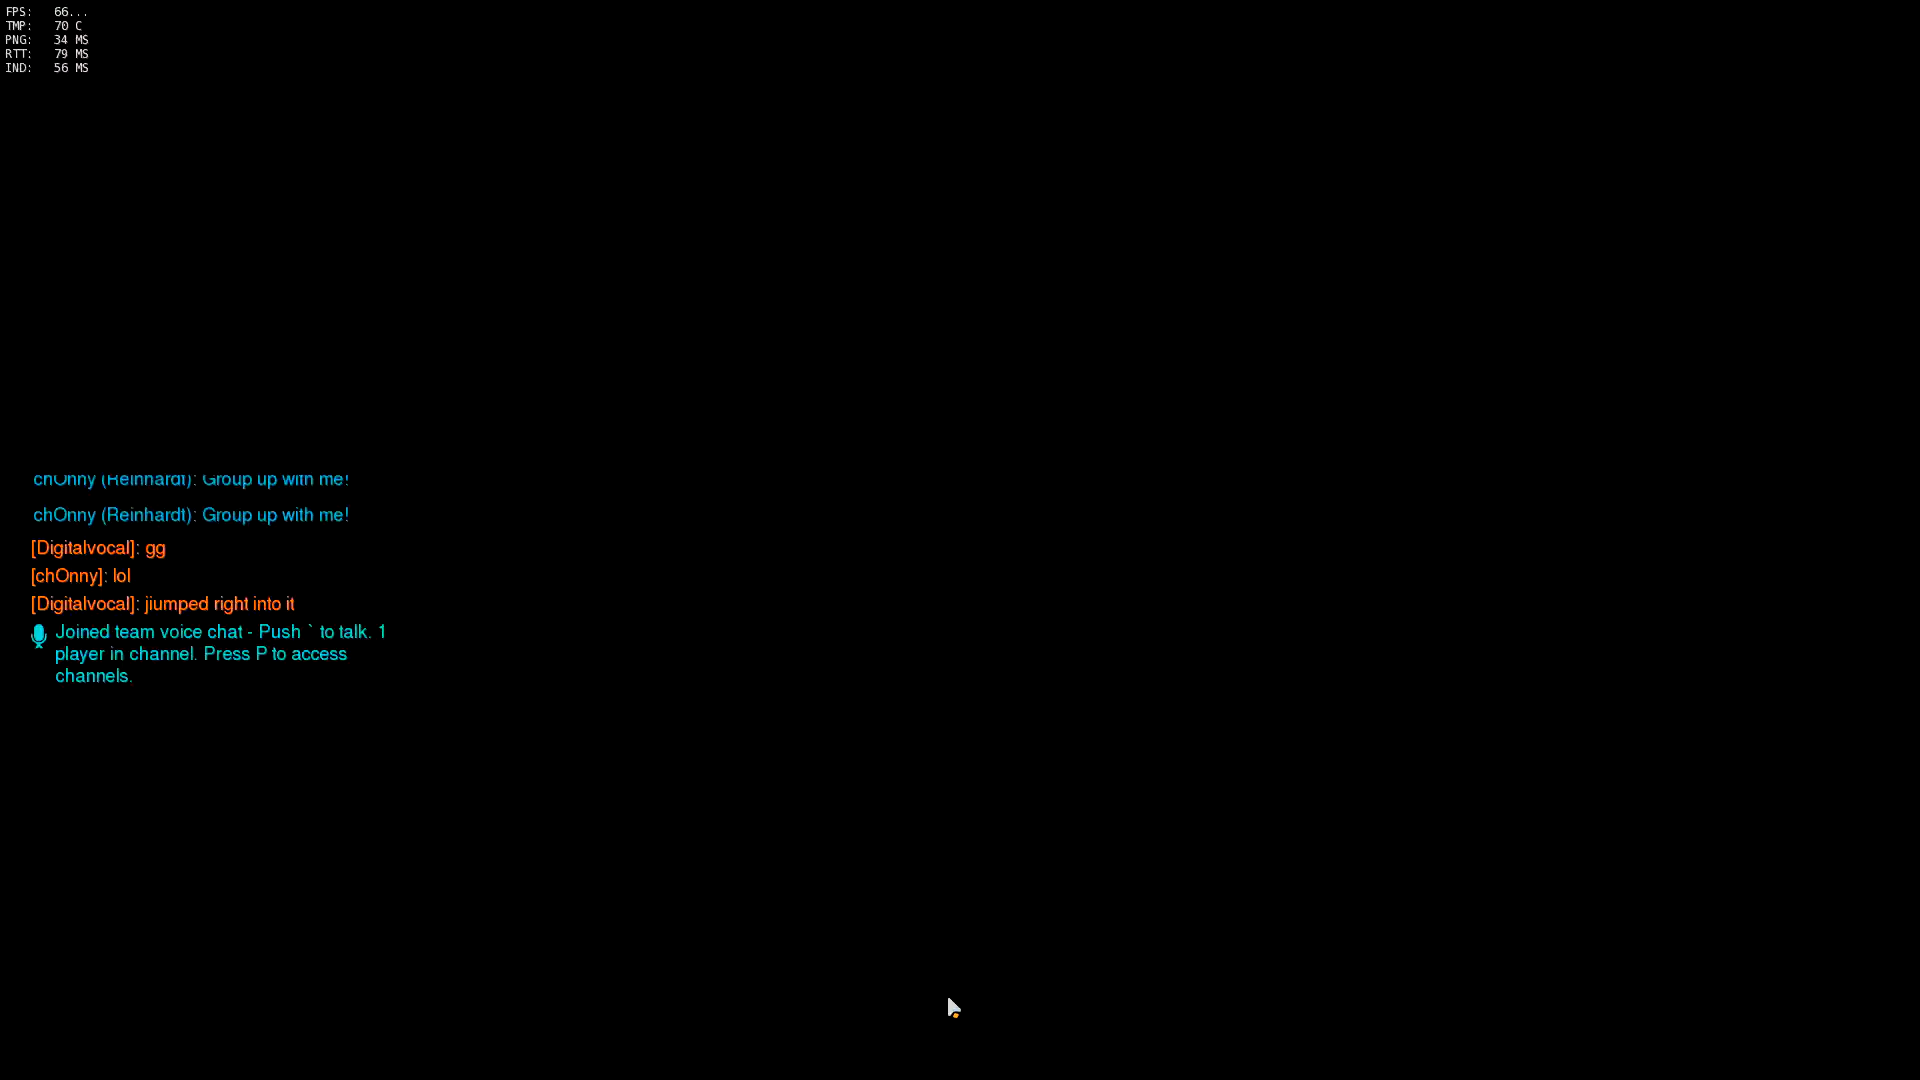 FPS: 66...
TMP: 70 C
PNG: 34 MS
RTT: 79 MS
IND: 56 MS
chOnny (Reinhardt): Group up with me!
chOnny (Reinhardt): Group up with me!
[Digitalvocal]: gg
[chOnny]: lol
[Digitalvocal]: jiumped right into it
Joined team voice chat - Push ` to talk. 1
player in channel. Press P to access
channels.